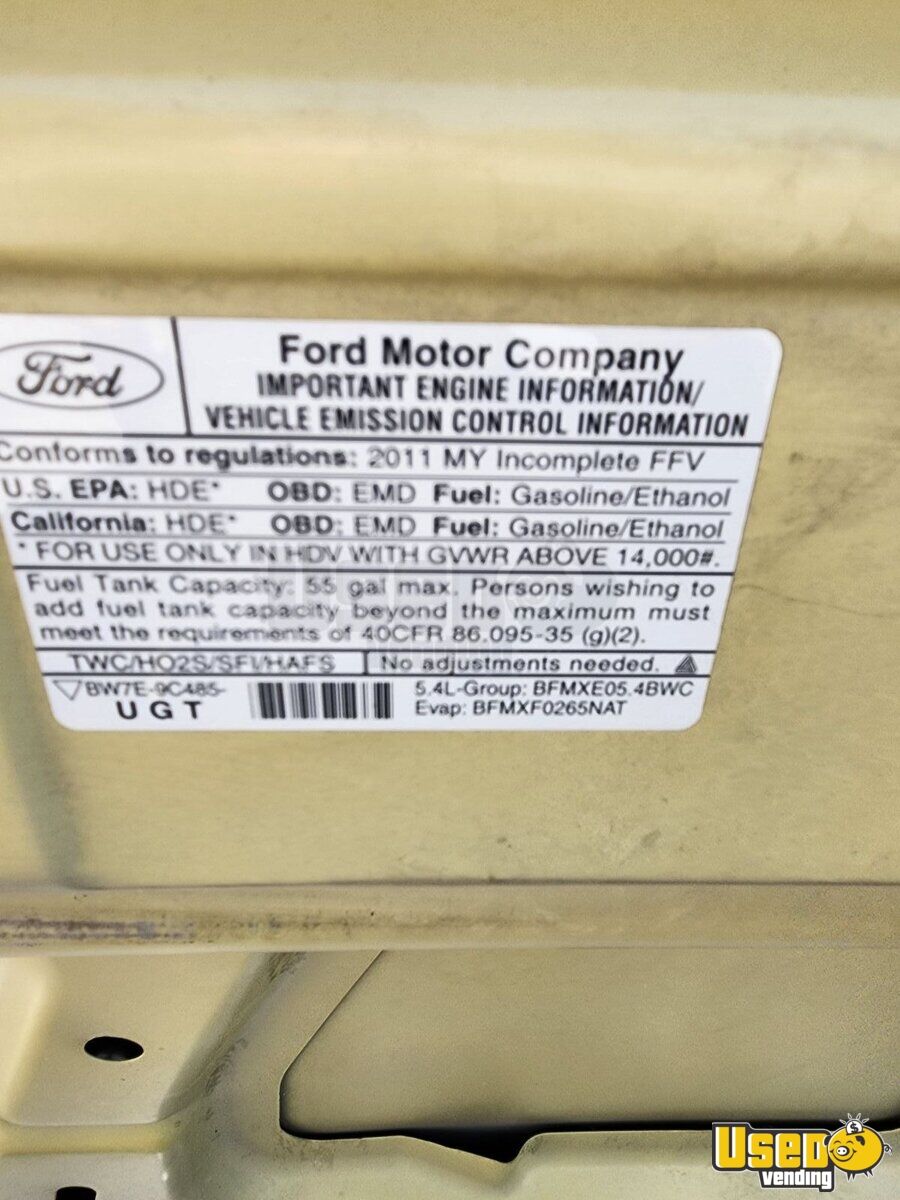 Ford
Ford Motor Company
IMPORTANT ENGINE INFORMATION/
VEHICLE EMISSION CONTROL INFORMATION
Conforms to regulations: 2011 MY Incomplete FFV
U.S. EPA: HDE* OBD: EMD Fuel: Gasoline/Ethanol
California: HDE* OBD: EMD Fuel: Gasoline/Ethanol
* FOR USE ONLY IN HDV WITH GVWR ABOVE 14,000#.
Fuel Tank Capacity: 55 gal max. Persons wishing to
add fuel tank capacity beyond the maximum must
meet the requirements of 40CFR 86.095-35 (g)(2).
TWC/HO2S/SFI/HAFS No adjustments needed.
BW7E-9C485-
UGT
5.4L-Group: BFMXE05.4BWC
Evap: BFMXF0265NAT
USED
vending